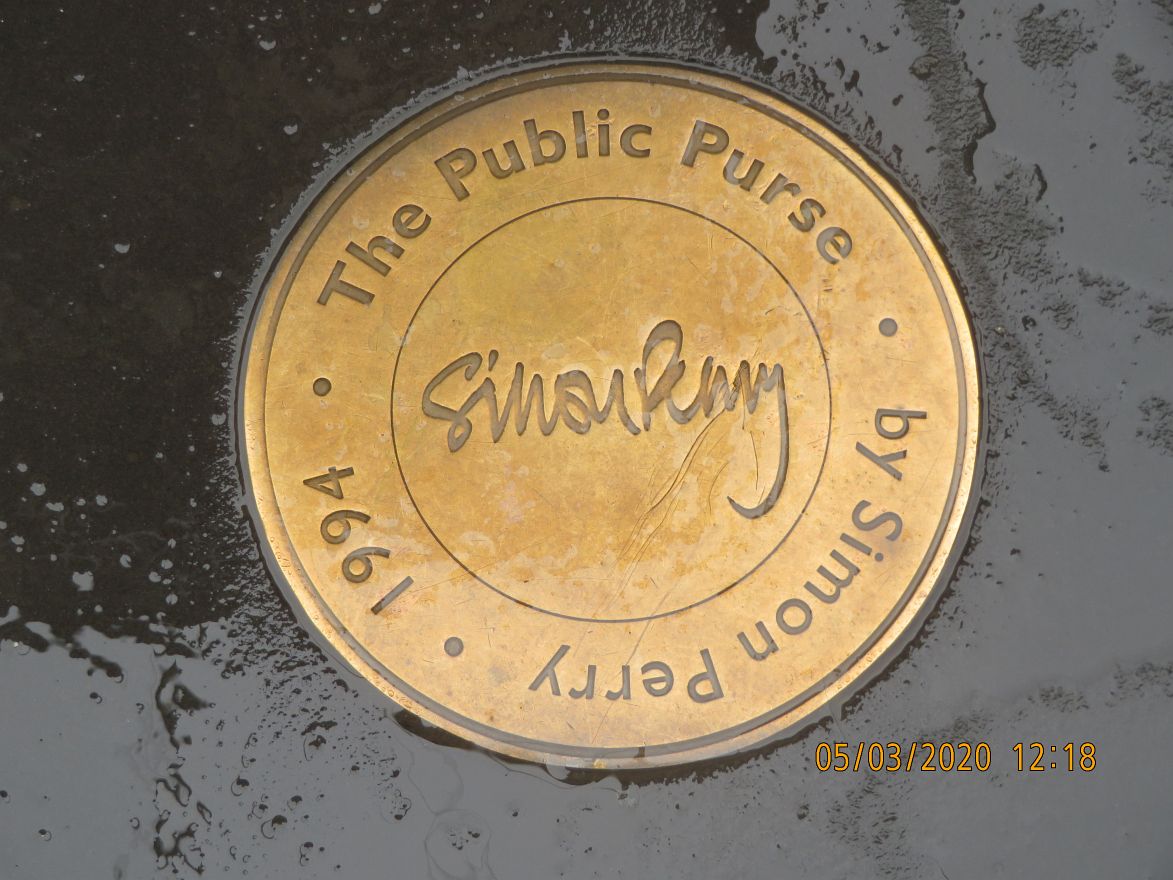 The Public Purse • by Simon Perry • 1994 •
Simon Perry
05/03/2020 12:18